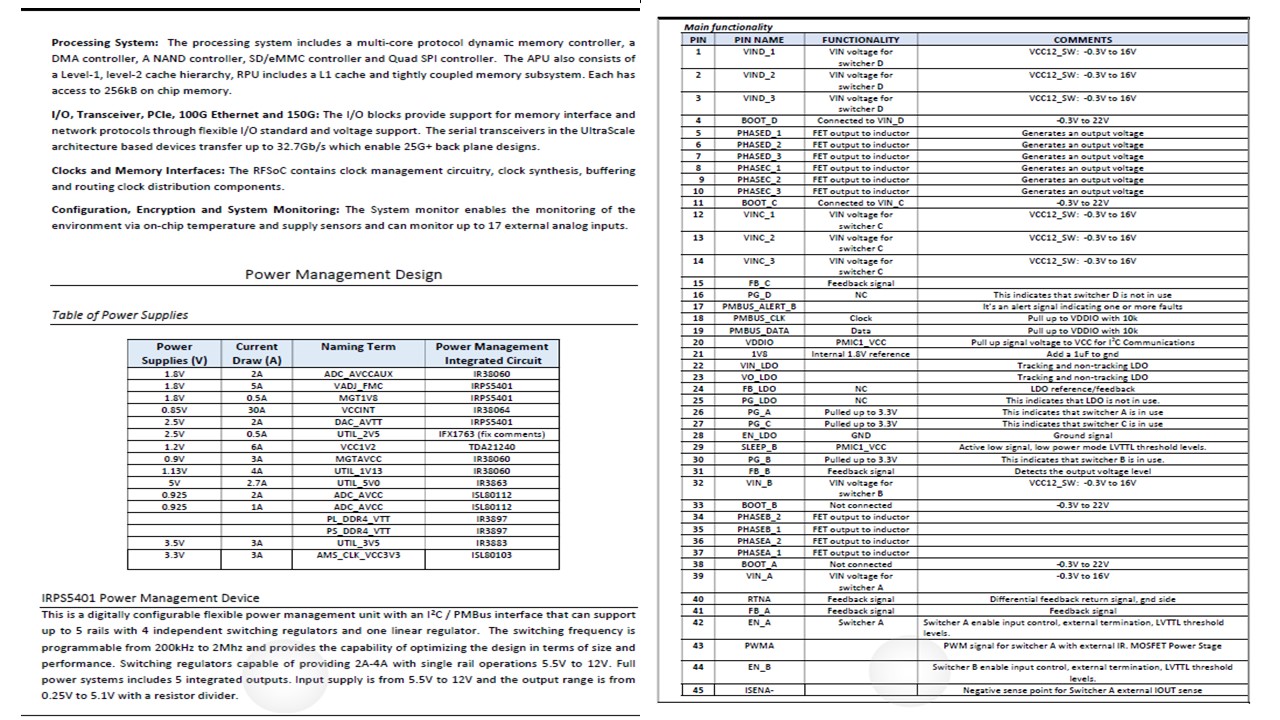 Processing System: The processing system includes a multi-core protocol dynamic memory controller, a
DMA controller, A NAND controller, SD/eMMC controller and Quad SPI controller. The APU also consists of
a Level-1, level-2 cache hierarchy, RPU includes a L1 cache and tightly coupled memory subsystem. Each has
access to 256kB on chip memory.
I/O, Transceiver, PCIe, 100G Ethernet and 150G: The I/O blocks provide support for memory interface and
network protocols through flexible I/O standard and voltage support. The serial transceivers in the UltraScale
architecture based devices transfer up to 32.7Gb/s which enable 25G+ back plane designs.
Clocks and Memory Interfaces: The RFSoC contains clock management circuitry, clock synthesis, buffering
and routing clock distribution components.
Configuration, Encryption and System Monitoring: The System monitor enables the monitoring of the
environment via on-chip temperature and supply sensors and can monitor up to 17 external analog inputs.
Power Management Design
Table of Power Supplies
Power Current Naming Term Power Management
Supplies (V) Draw (A) Integrated Circuit
1.8V 2A ADC_AVCCAUX IR38060
1.8V 5A VADJ_FMC IRPS5401
1.8V 0.5A MGT1V8 IRPS5401
0.85V 30A VCCINT IR38064
2.5V 2A DAC_AVTT IRPS5401
2.5V 0.5A UTIL_2V5 IFX1763 (fix comments)
1.2V 6A VCC1V2 TDA21240
0.9V 3A MGTAVCC IR38060
1.13V 4A UTIL_1V13 IR38060
5V 2.7A UTIL_5V0 IR3863
0.925 2A ADC_AVCC ISL80112
0.925 1A ADC_AVCC ISL80112
PL_DDR4_VTT IR3897
PS_DDR4_VTT IR3897
3.5V 3A UTIL_3V5 IR3883
3.3V 3A AMS_CLK_VCC3V3 ISL80103
IRPS5401 Power Management Device
This is a digitally configurable flexible power management unit with an I²C / PMBus interface that can support
up to 5 rails with 4 independent switching regulators and one linear regulator. The switching frequency is
programmable from 200kHz to 2Mhz and provides the capability of optimizing the design in terms of size and
performance. Switching regulators capable of providing 2A-4A with single rail operations 5.5V to 12V. Full
power systems includes 5 integrated outputs. Input supply is from 5.5V to 12V and the output range is from
0.25V to 5.1V with a resistor divider.
Main functionality
PIN PIN NAME FUNCTIONALITY COMMENTS
1 VIND_1 VIN voltage for VCC12_SW: -0.3V to 16V
switcher D
2 VIND_2 VIN voltage for VCC12_SW: -0.3V to 16V
switcher D
3 VIND_3 VIN voltage for VCC12_SW: -0.3V to 16V
switcher D
4 BOOT_D Connected to VIN_D -0.3V to 22V
5 PHASED_1 FET output to inductor Generates an output voltage
6 PHASED_2 FET output to inductor Generates an output voltage
7 PHASED_3 FET output to inductor Generates an output voltage
8 PHASEC_1 FET output to inductor Generates an output voltage
9 PHASEC_2 FET output to inductor Generates an output voltage
10 PHASEC_3 FET output to inductor Generates an output voltage
11 BOOT_C Connected to VIN_C -0.3V to 22V
12 VINC_1 VIN voltage for VCC12_SW: -0.3V to 16V
switcher C
13 VINC_2 VIN voltage for VCC12_SW: -0.3V to 16V
switcher C
14 VINC_3 VIN voltage for VCC12_SW: -0.3V to 16V
switcher C
15 FB_C Feedback signal
16 PG_D NC This indicates that switcher D is not in use
17 PMBUS_ALERT_B It's an alert signal indicating one or more faults
18 PMBUS_CLK Clock Pull up to VDDIO with 10k
19 PMBUS_DATA Data Pull up to VDDIO with 10k
20 VDDIO PMIC1_VCC Pull up signal voltage to VCC for I²C Communications
21 1V8 Internal 1.8V reference Add a 1uF to gnd
22 VIN_LDO Tracking and non-tracking LDO
23 VO_LDO Tracking and non-tracking LDO
24 FB_LDO NC LDO reference/feedback
25 PG_LDO NC This indicates that LDO is not in use.
26 PG_A Pulled up to 3.3V This indicates that switcher A is in use
27 PG_C Pulled up to 3.3V This indicates that switcher C is in use
28 EN_LDO GND Ground signal
29 SLEEP_B PMIC1_VCC Active low signal, low power mode LVTTL threshold levels.
30 PG_B Pulled up to 3.3V This indicates that switcher B is in use.
31 FB_B Feedback signal Detects the output voltage level
32 VIN_B VIN voltage for VCC12_SW: -0.3V to 16V
switcher B
33 BOOT_B Not connected -0.3V to 22V
34 PHASEB_2 FET output to inductor
35 PHASEB_1 FET output to inductor
36 PHASEA_2 FET output to inductor
37 PHASEA_1 FET output to inductor
38 BOOT_A Not connected -0.3V to 22V
39 VIN_A VIN voltage for -0.3V to 16V
switcher A
40 RTNA Feedback signal Differential feedback return signal, gnd side
41 FB_A Feedback signal Feedback signal
42 EN_A Switcher A Switcher A enable input control, external termination, LVTTL threshold
levels.
43 PWMA PWM signal for switcher A with external IR. MOSFET Power Stage
44 EN_B Switcher B enable input control, external termination, LVTTL threshold
levels.
45 ISENA- Negative sense point for Switcher A external IOUT sense